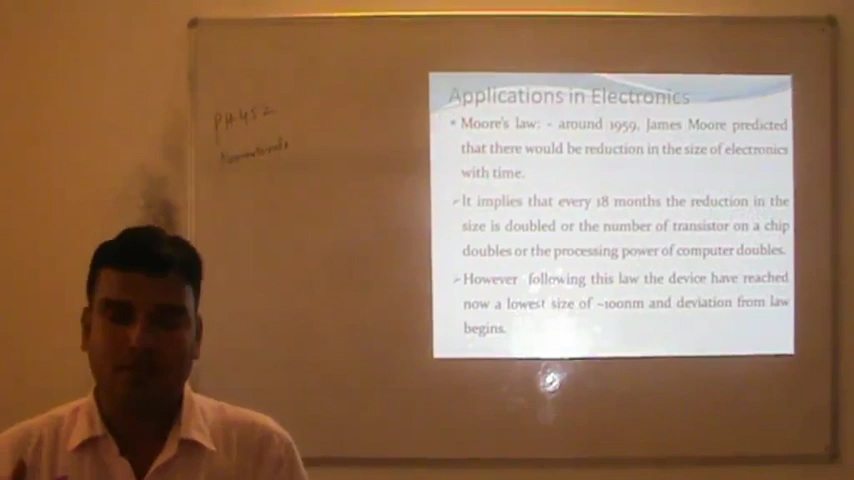 PH 452
Nanomaterials
Applications in Electronics
• Moore's law: - around 1959, James Moore predicted
that there would be reduction in the size of electronics
with time.
➢ It implies that every 18 months the reduction in the
size is doubled or the number of transistor on a chip
doubles or the processing power of computer doubles.
➢ However following this law the device have reached
now a lowest size of ~100nm and deviation from law
begins.